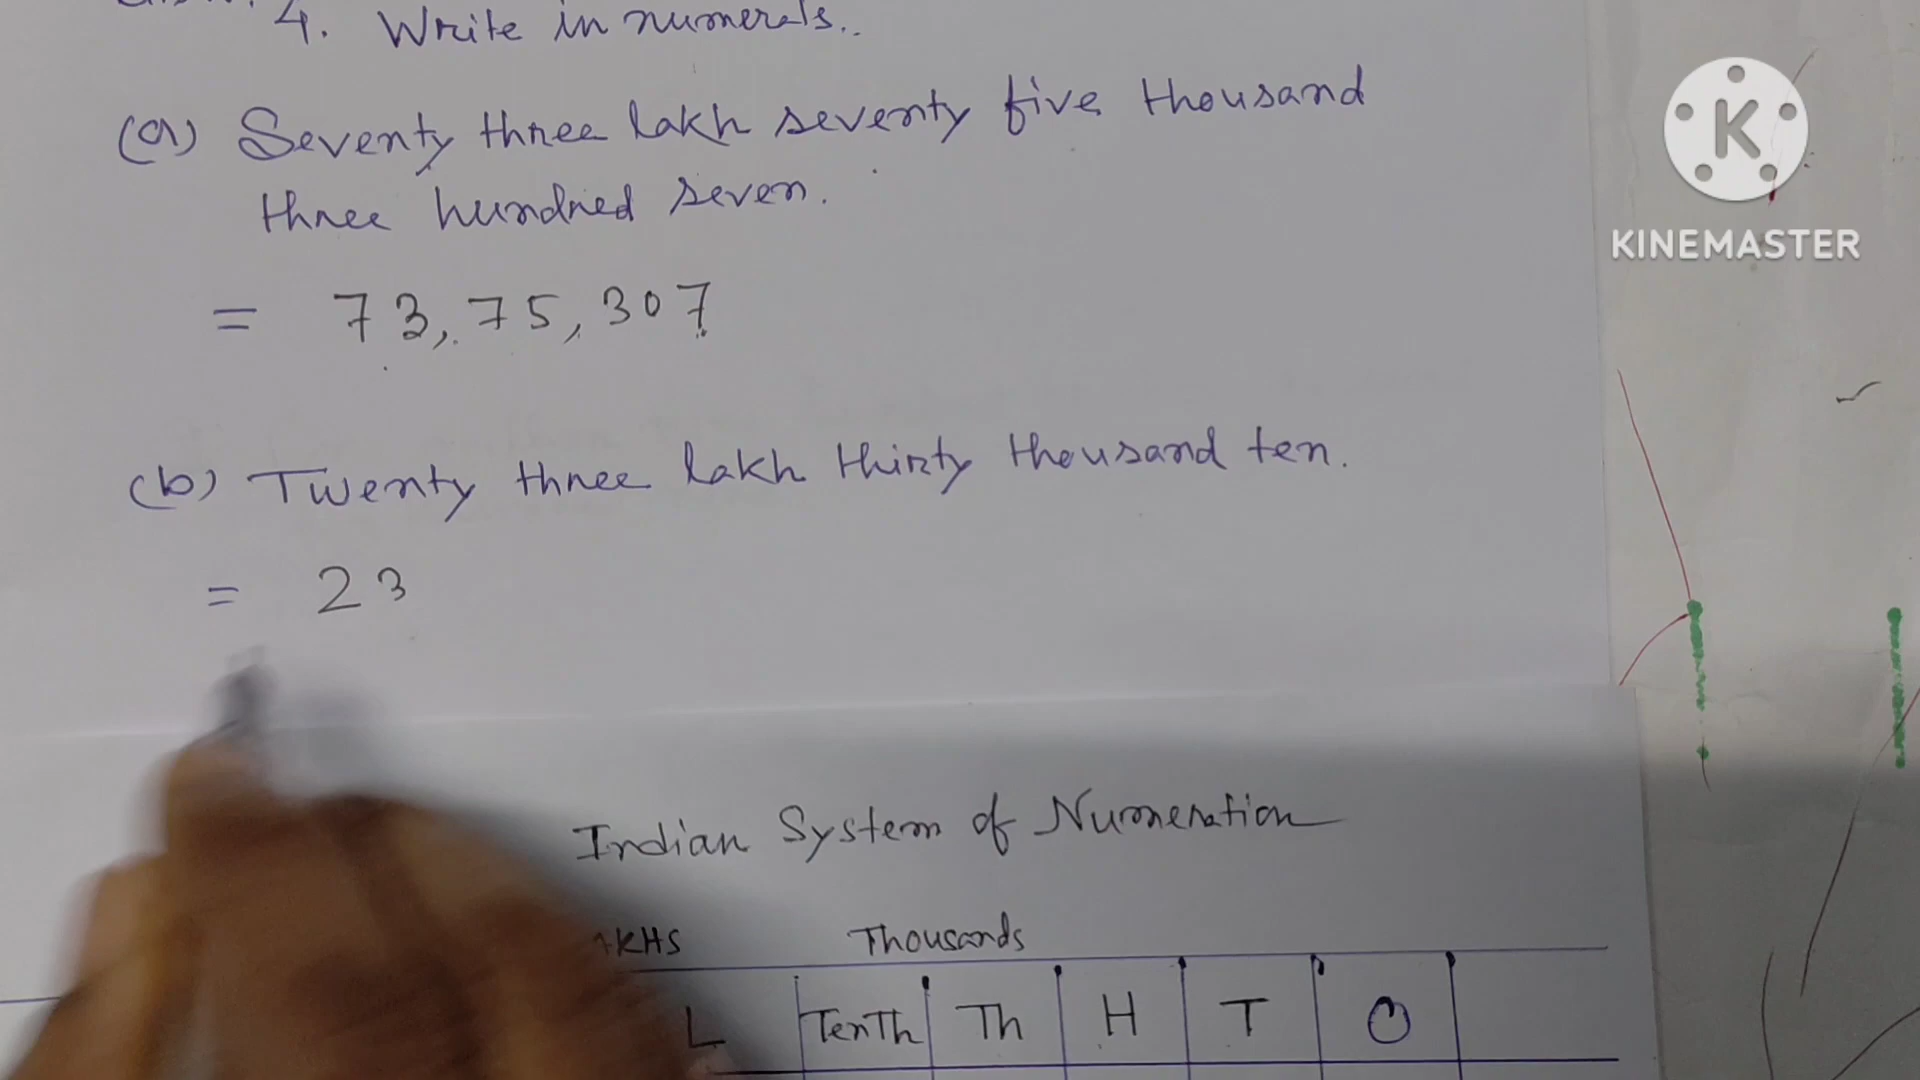 4. Write in numerals.
(a) Seventy three lakh seventy five thousand
three hundred seven.
= 73,75,307
(b) Twenty three lakh thirty thousand ten.
= 23
Indian System of Numeration
Thousands
L TenTh Th H T O
K
KINEMASTER